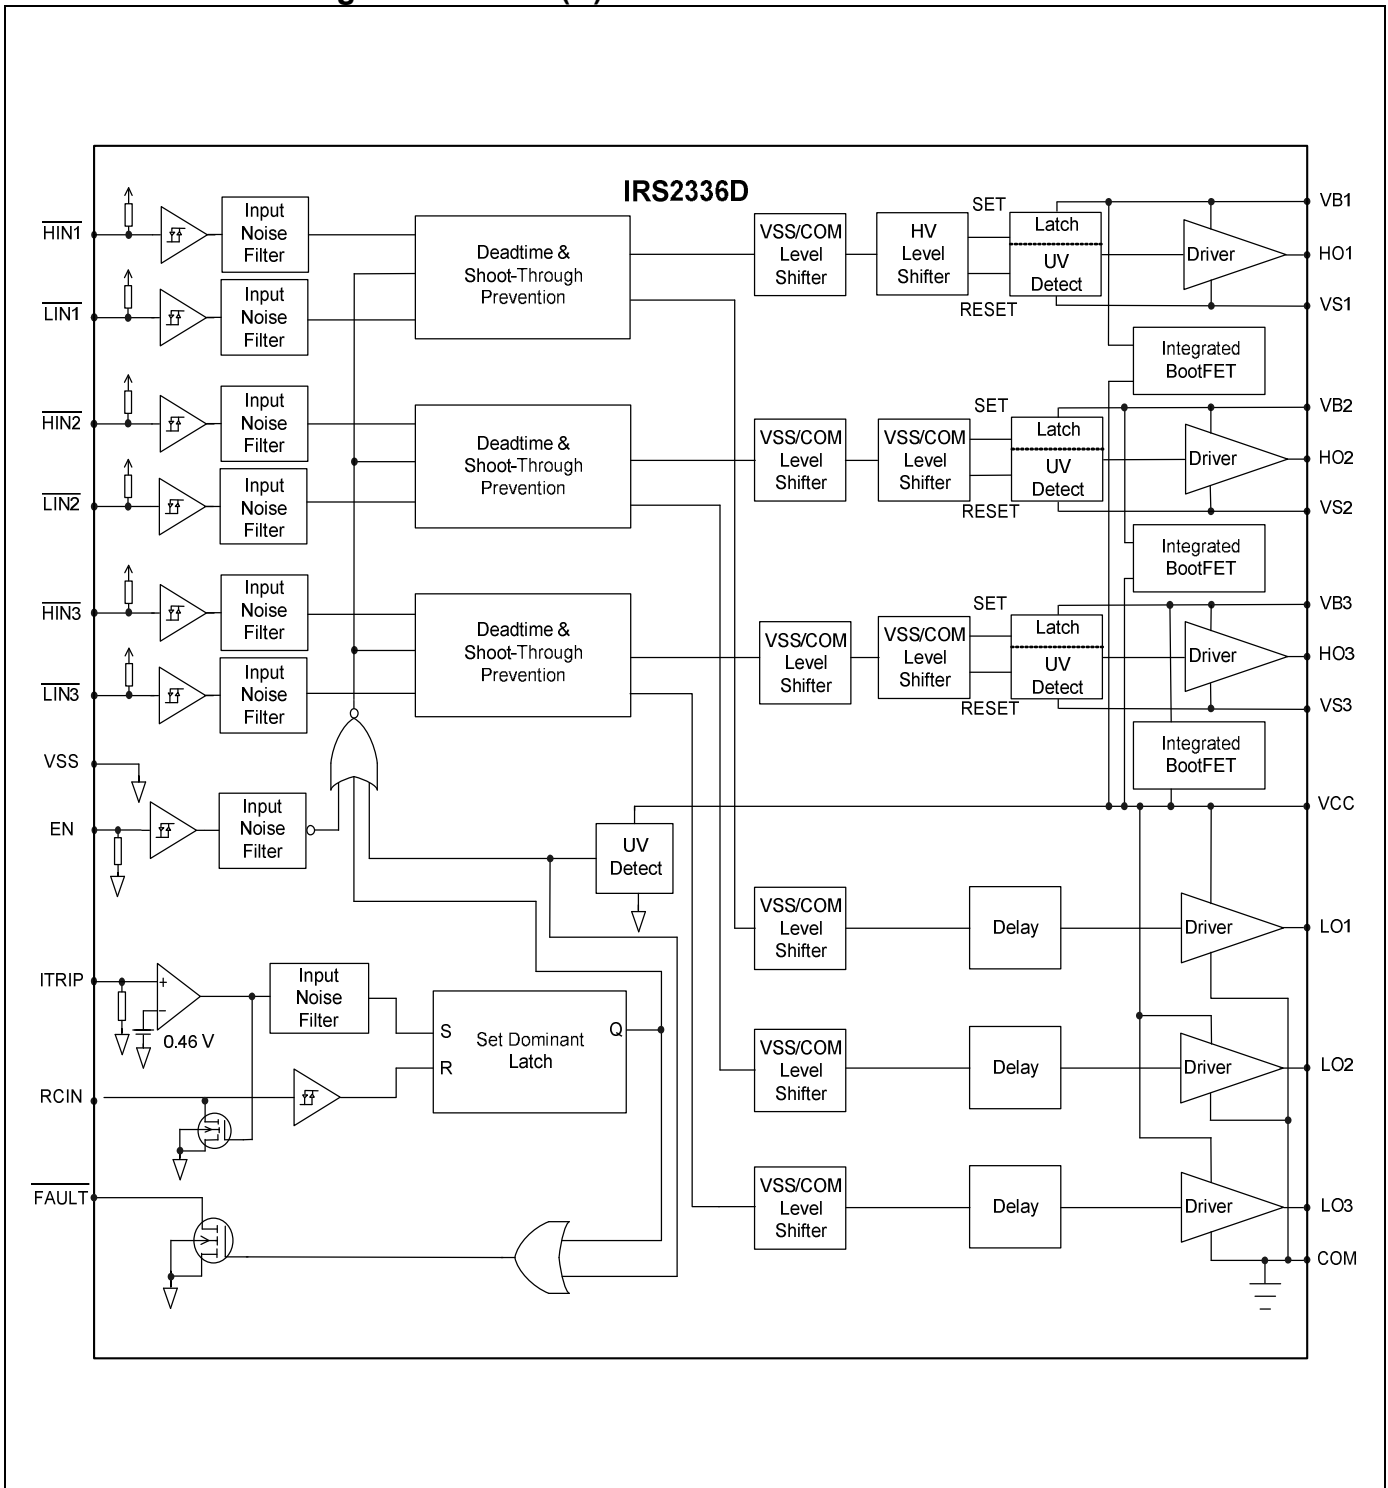 IRS2336D
HIN1
Input
Noise
Filter
LIN1
Input
Noise
Filter
Deadtime &
Shoot-Through
Prevention
VSS/COM
Level
Shifter
HV
Level
Shifter
SET
RESET
Latch
UV
Detect
Driver
VB1
HO1
VS1
Integrated
BootFET
HIN2
Input
Noise
Filter
LIN2
Input
Noise
Filter
Deadtime &
Shoot-Through
Prevention
VSS/COM
Level
Shifter
VSS/COM
Level
Shifter
SET
RESET
Latch
UV
Detect
Driver
VB2
HO2
VS2
Integrated
BootFET
HIN3
Input
Noise
Filter
LIN3
Input
Noise
Filter
Deadtime &
Shoot-Through
Prevention
VSS/COM
Level
Shifter
VSS/COM
Level
Shifter
SET
RESET
Latch
UV
Detect
Driver
VB3
HO3
VS3
Integrated
BootFET
VSS
EN
Input
Noise
Filter
UV
Detect
VCC
VSS/COM
Level
Shifter
Delay
Driver
LO1
ITRIP
+
–
0.46 V
Input
Noise
Filter
S
R
Set Dominant
Latch
Q
RCIN
VSS/COM
Level
Shifter
Delay
Driver
LO2
FAULT
VSS/COM
Level
Shifter
Delay
Driver
LO3
COM